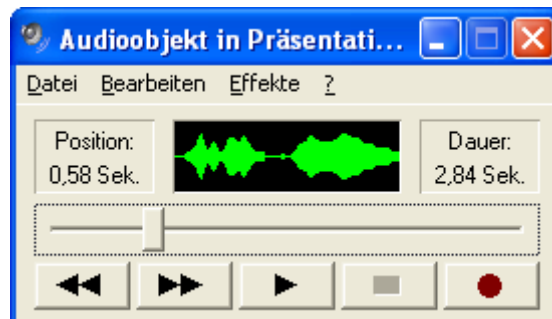 Audioobjekt in Präsentati...
Datei Bearbeiten Effekte ?
Position:
0,58 Sek.
Dauer:
2,84 Sek.